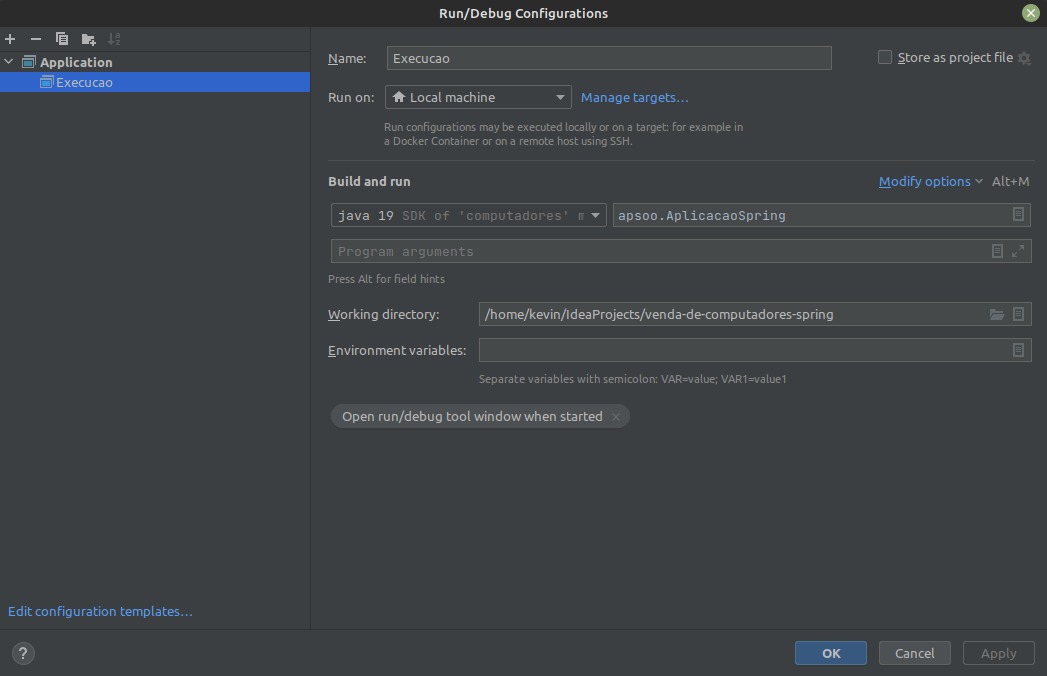 Run/Debug Configurations
Application
Execucao
Name: Execucao
Store as project file
Run on: Local machine Manage targets…
Run configurations may be executed locally or on a target: for example in
a Docker Container or on a remote host using SSH.
Build and run
Modify options Alt+M
java 19 SDK of 'computadores' apsoo.AplicacaoSpring
Program arguments
Press Alt for field hints
Working directory: /home/kevin/IdeaProjects/venda-de-computadores-spring
Environment variables:
Separate variables with semicolon: VAR=value; VAR1=value1
Open run/debug tool window when started ×
Edit configuration templates…
? OK Cancel Apply